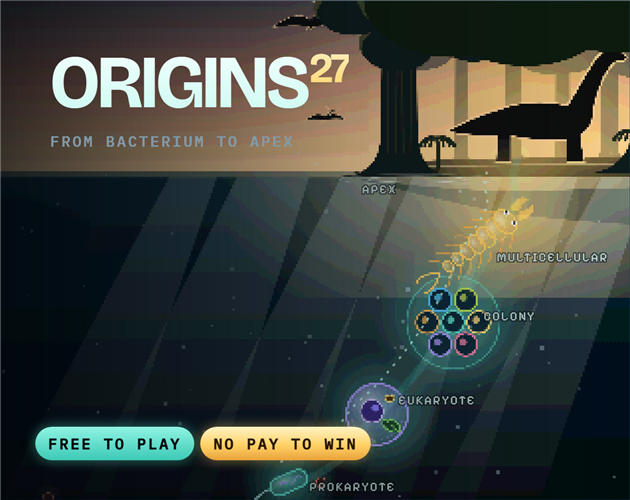 ORIGINS27
FROM BACTERIUM TO APEX
APEX
MULTICELLULAR
COLONY
EUKARYOTE
FREE TO PLAY
NO PAY TO WIN
PROKARYOTE